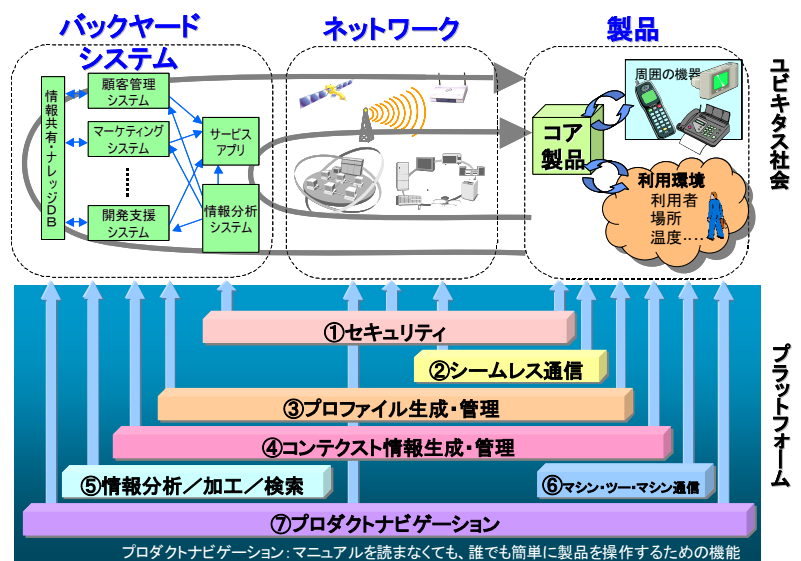 バックヤード
システム
ネットワーク
製品
ユビキタス社会
情報共有・ナレッジDB
顧客管理
システム
マーケティング
システム
開発支援
システム
サービス
アプリ
情報分析
システム
コア
製品
周囲の機器
利用環境
利用者
場所
温度‥‥
プラットフォーム
①セキュリティ
②シームレス通信
③プロファイル生成・管理
④コンテクスト情報生成・管理
⑤情報分析／加工／検索
⑥マシン・ツー・マシン通信
⑦プロダクトナビゲーション
プロダクトナビゲーション：マニュアルを読まなくても、誰でも簡単に製品を操作するための機能